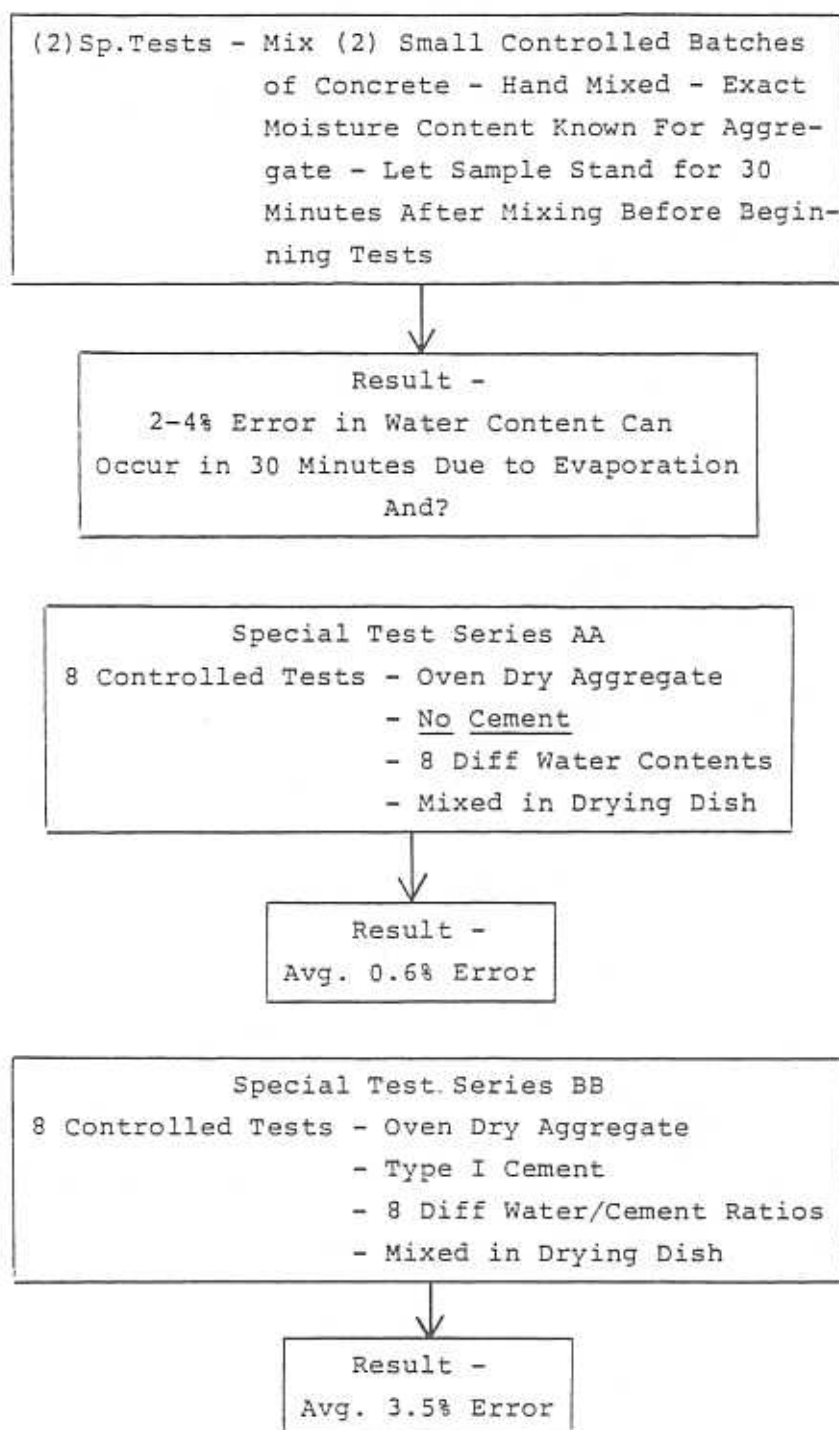 (2)Sp.Tests - Mix (2) Small Controlled Batches
of Concrete - Hand Mixed - Exact
Moisture Content Known For Aggre-
gate - Let Sample Stand for 30
Minutes After Mixing Before Begin-
ning Tests
Result -
2-4% Error in Water Content Can
Occur in 30 Minutes Due to Evaporation
And?
Special Test Series AA
8 Controlled Tests - Oven Dry Aggregate
- No Cement
- 8 Diff Water Contents
- Mixed in Drying Dish
Result -
Avg. 0.6% Error
Special Test Series BB
8 Controlled Tests - Oven Dry Aggregate
- Type I Cement
- 8 Diff Water/Cement Ratios
- Mixed in Drying Dish
Result -
Avg. 3.5% Error